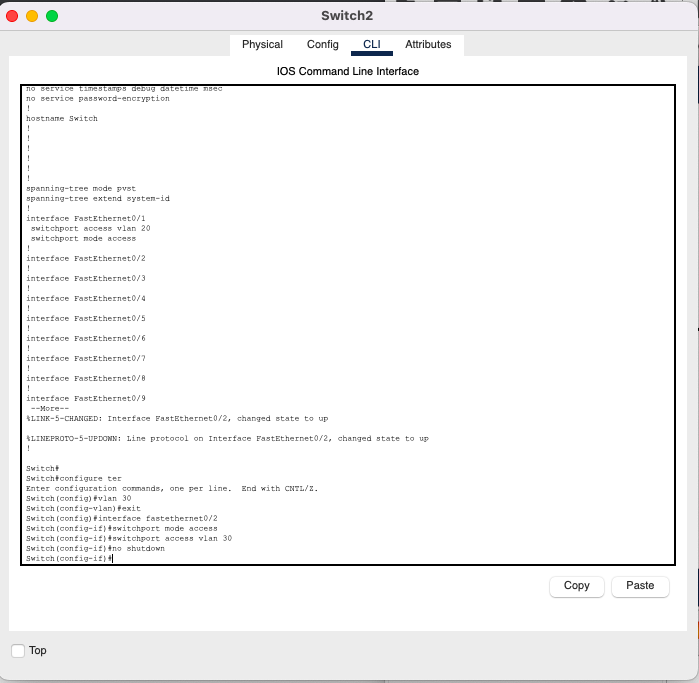 Switch2
Physical Config CLI Attributes
IOS Command Line Interface
no service timestamps debug datetime msec
no service password-encryption
!
hostname Switch
!
!
!
!
!
!
spanning-tree mode pvst
spanning-tree extend system-id
!
interface FastEthernet0/1
switchport access vlan 20
switchport mode access
!
interface FastEthernet0/2
!
interface FastEthernet0/3
!
interface FastEthernet0/4
!
interface FastEthernet0/5
!
interface FastEthernet0/6
!
interface FastEthernet0/7
!
interface FastEthernet0/8
!
interface FastEthernet0/9
--More--
%LINK-5-CHANGED: Interface FastEthernet0/2, changed state to up
%LINEPROTO-5-UPDOWN: Line protocol on Interface FastEthernet0/2, changed state to up
!
Switch#
Switch#configure ter
Enter configuration commands, one per line.  End with CNTL/Z.
Switch(config)#vlan 30
Switch(config-vlan)#exit
Switch(config)#interface fastethernet0/2
Switch(config-if)#switchport mode access
Switch(config-if)#switchport access vlan 30
Switch(config-if)#no shutdown
Switch(config-if)#
Copy Paste
Top